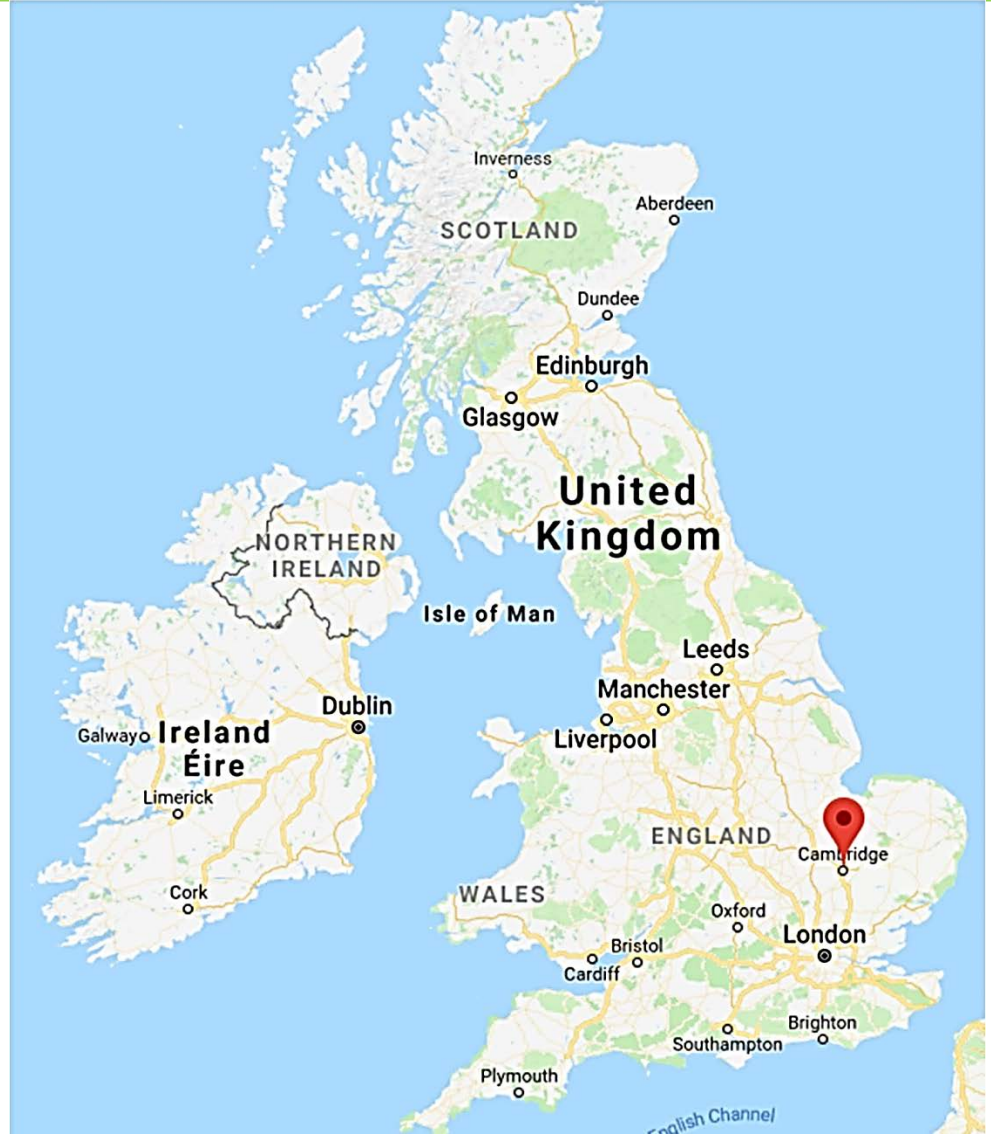 Inverness
Aberdeen
SCOTLAND
Dundee
Edinburgh
Glasgow
United
Kingdom
NORTHERN
IRELAND
Isle of Man
Leeds
Manchester
Dublin
Galway
Ireland
Éire
Liverpool
Limerick
ENGLAND
Cambridge
Cork
WALES
Oxford
London
Bristol
Cardiff
Brighton
Southampton
Plymouth
English Channel